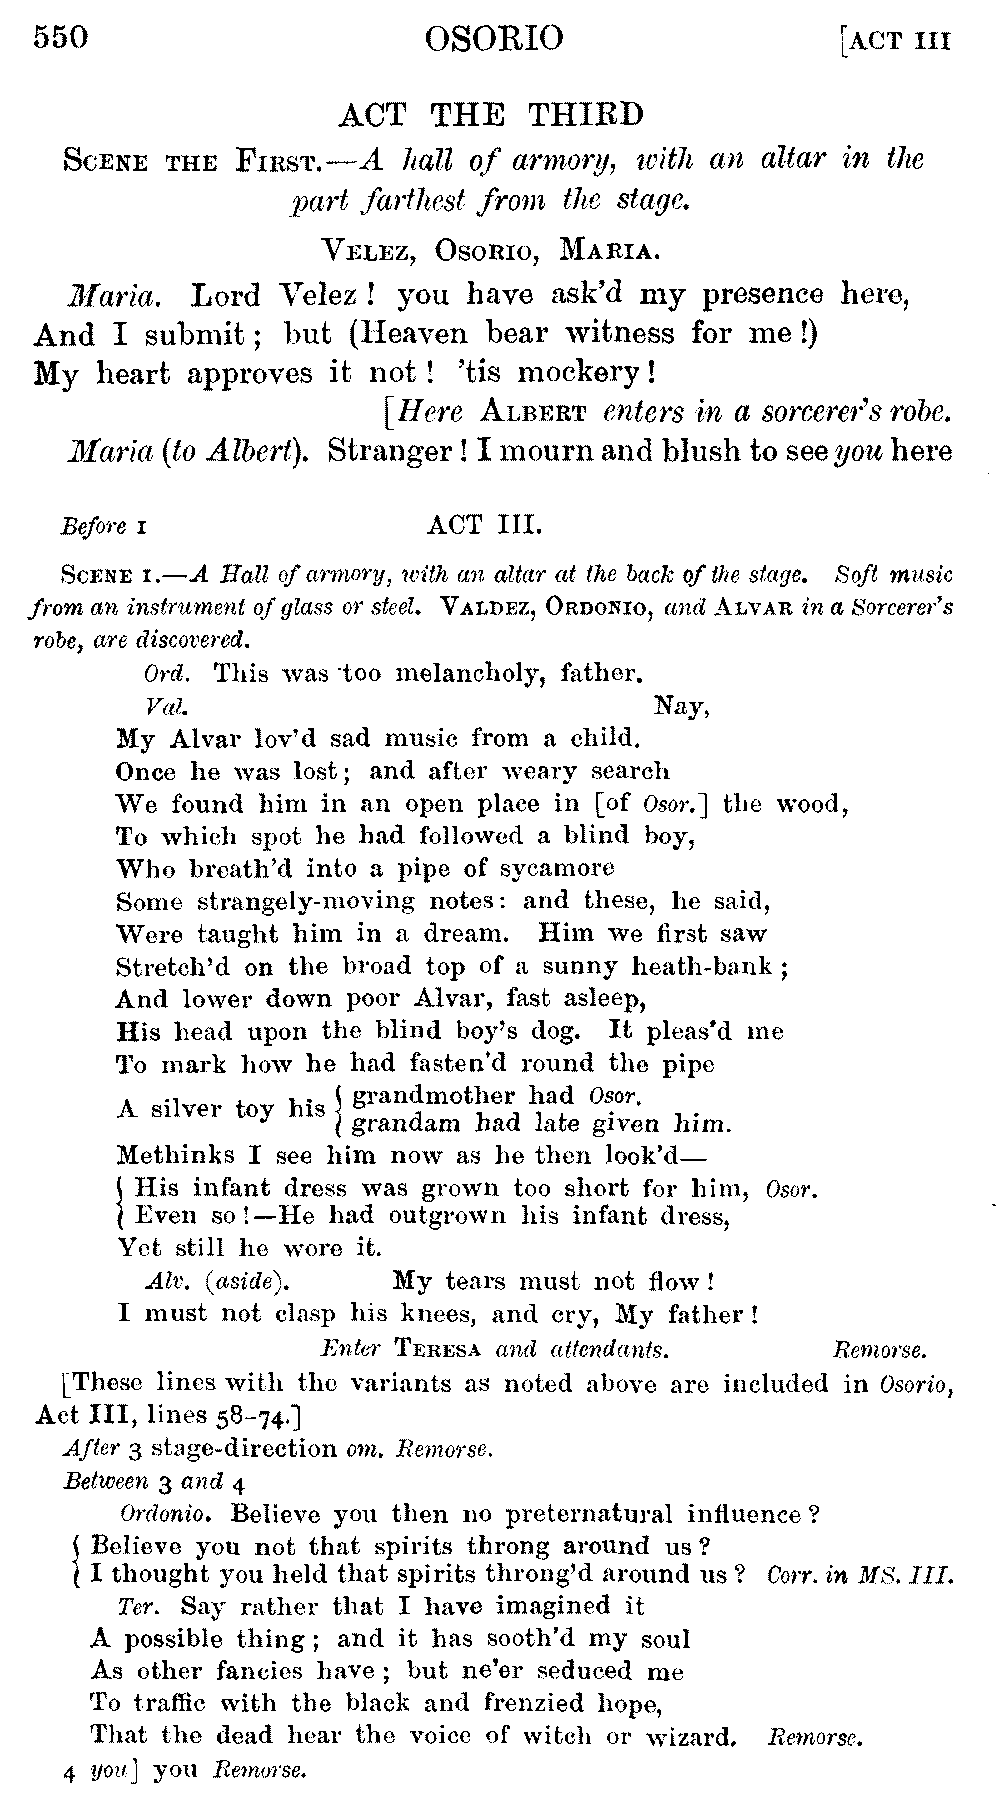 550 OSORIO [ACT III
ACT THE THIRD
SCENE THE FIRST.—A hall of armory, with an altar in the
part farthest from the stage.
VELEZ, OSORIO, MARIA.
Maria. Lord Velez ! you have ask'd my presence here,
And I submit ; but (Heaven bear witness for me !)
My heart approves it not ! 'tis mockery !
[Here ALBERT enters in a sorcerer's robe.
Maria (to Albert). Stranger ! I mourn and blush to see you here
Before 1 ACT III.
SCENE I.—A Hall of armory, with an altar at the back of the stage. Soft music
from an instrument of glass or steel. VALDEZ, ORDONIO, and ALVAR in a Sorcerer's
robe, are discovered.
Ord. This was too melancholy, father.
Val. Nay,
My Alvar lov'd sad music from a child.
Once he was lost ; and after weary search
We found him in an open place in [of Osor.] the wood,
To which spot he had followed a blind boy,
Who breath'd into a pipe of sycamore
Some strangely-moving notes : and these, he said,
Were taught him in a dream. Him we first saw
Stretch'd on the broad top of a sunny heath-bank ;
And lower down poor Alvar, fast asleep,
His head upon the blind boy's dog. It pleas'd me
To mark how he had fasten'd round the pipe
A silver toy his { grandmother had Osor.
{ grandam had late given him.
Methinks I see him now as he then look'd—
{ His infant dress was grown too short for him, Osor.
{ Even so !—He had outgrown his infant dress,
Yet still he wore it.
Alv. (aside). My tears must not flow !
I must not clasp his knees, and cry, My father !
Enter TERESA and attendants. Remorse.
[These lines with the variants as noted above are included in Osorio,
Act III, lines 58–74.]
After 3 stage-direction om. Remorse.
Between 3 and 4
Ordonio. Believe you then no preternatural influence ?
{ Believe you not that spirits throng around us ?
{ I thought you held that spirits throng'd around us ? Corr. in MS. III.
Ter. Say rather that I have imagined it
A possible thing ; and it has sooth'd my soul
As other fancies have ; but ne'er seduced me
To traffic with the black and frenzied hope,
That the dead hear the voice of witch or wizard. Remorse.
4 you] you Remorse.